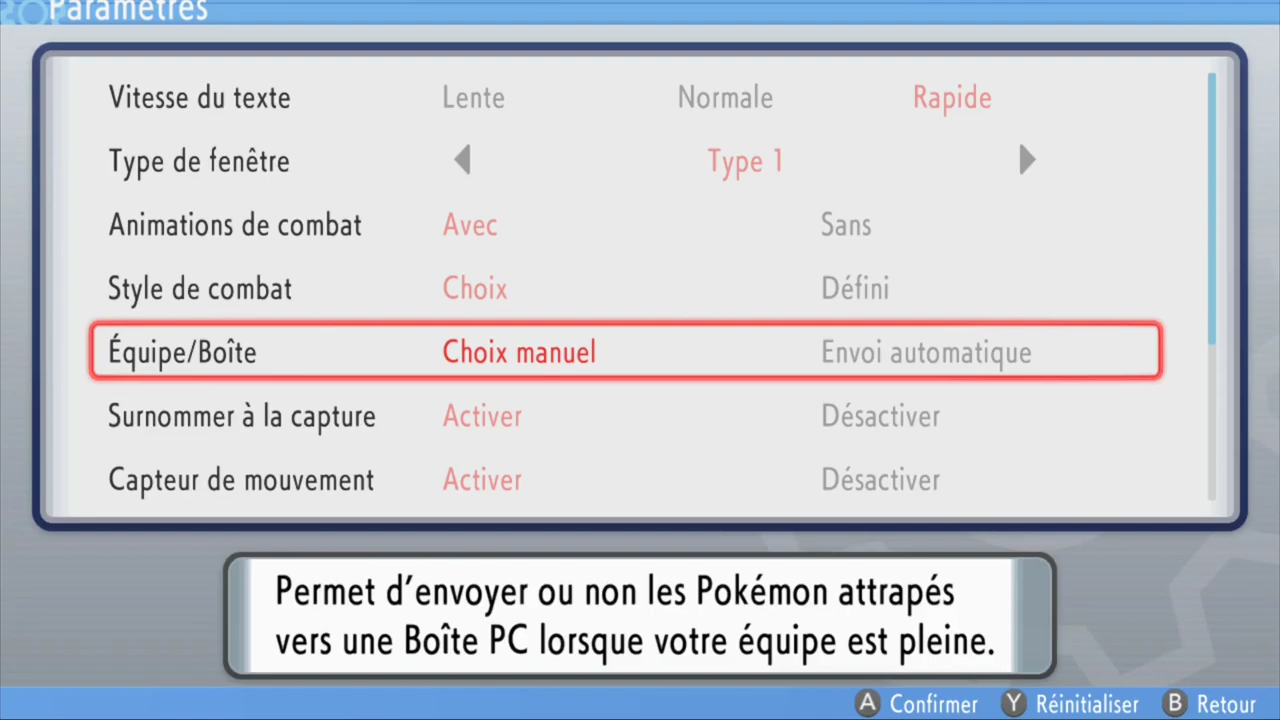 Paramètres
Vitesse du texte Lente Normale Rapide
Type de fenêtre Type 1
Animations de combat Avec Sans
Style de combat Choix Défini
Équipe/Boîte Choix manuel Envoi automatique
Surnommer à la capture Activer Désactiver
Capteur de mouvement Activer Désactiver
Permet d'envoyer ou non les Pokémon attrapés
vers une Boîte PC lorsque votre équipe est pleine.
A Confirmer Y Réinitialiser B Retour